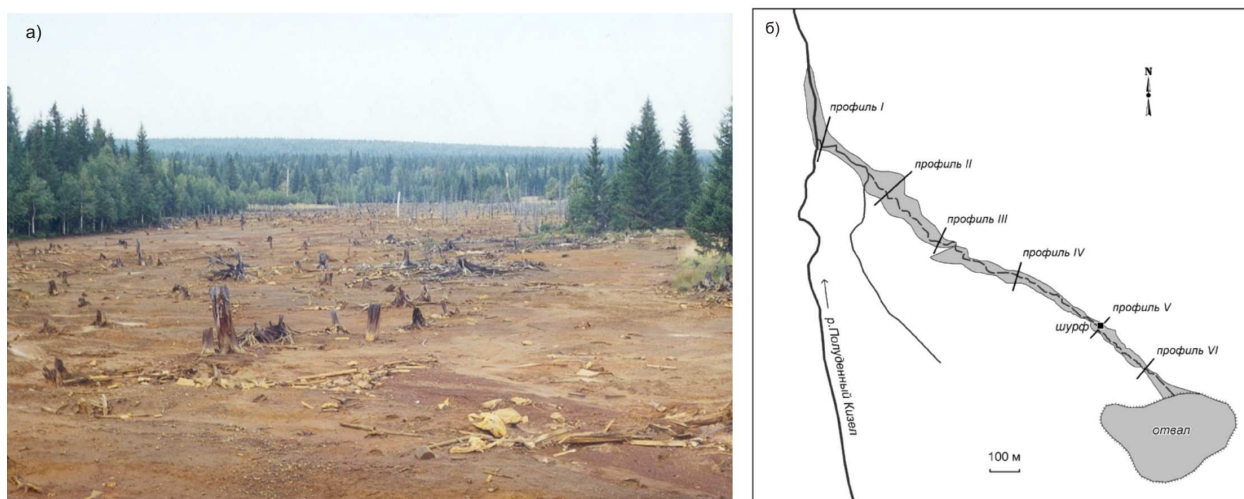 а)
б)
N
профиль I
профиль II
профиль III
профиль IV
профиль V
шурф
профиль VI
р.Полуденный Кизел
отвал
100 м